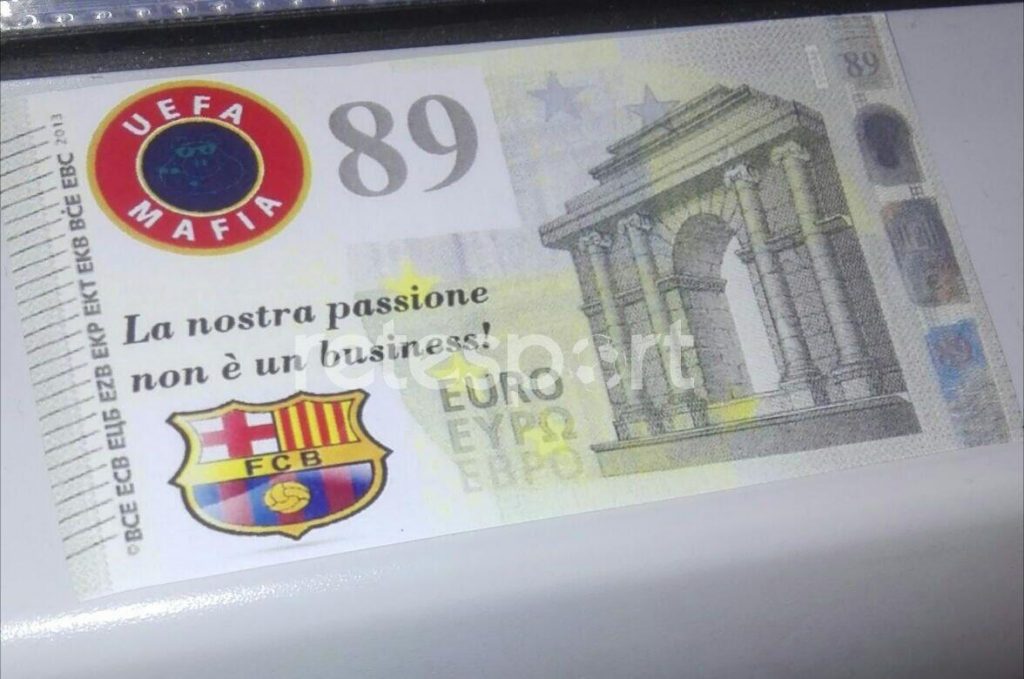 UEFA
MAFIA
89
89
La nostra passione
non è un business!
retesport
FCB
EURO
ΕΥΡΩ
ЕВРО
©BCE ECB ЕЦБ EZB EKP EKT EKB BĊE EBC 2013